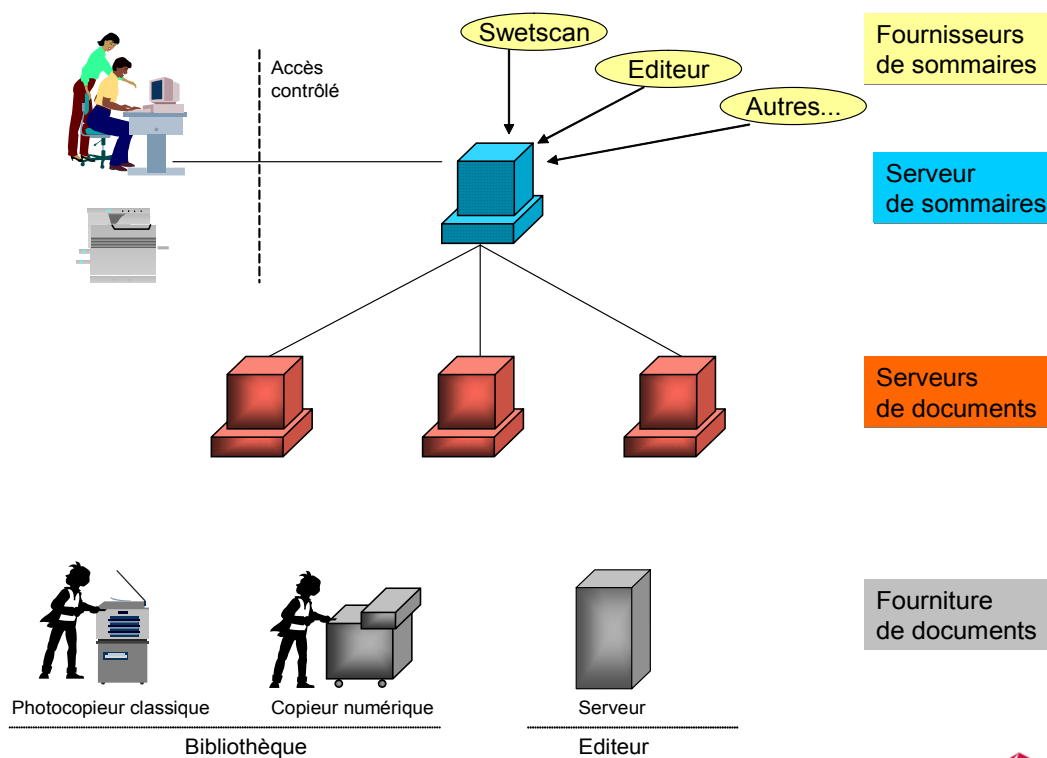 Swetscan
Editeur
Autres...
Fournisseurs
de sommaires
Accès
contrôlé
Serveur
de sommaires
Serveurs
de documents
Fourniture
de documents
Photocopieur classique
Copieur numérique
Serveur
Bibliothèque
Editeur